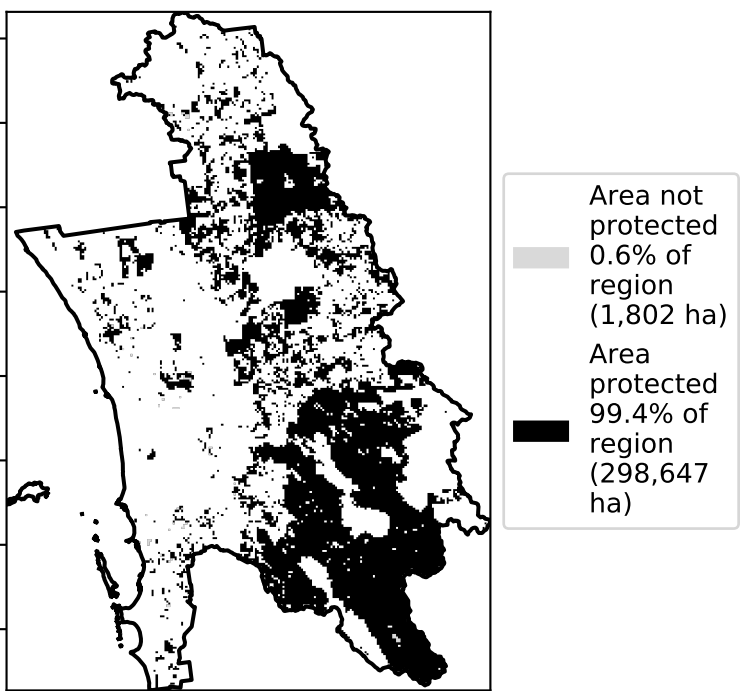 Area not
protected
0.6% of
region
(1,802 ha)
Area
protected
99.4% of
region
(298,647
ha)